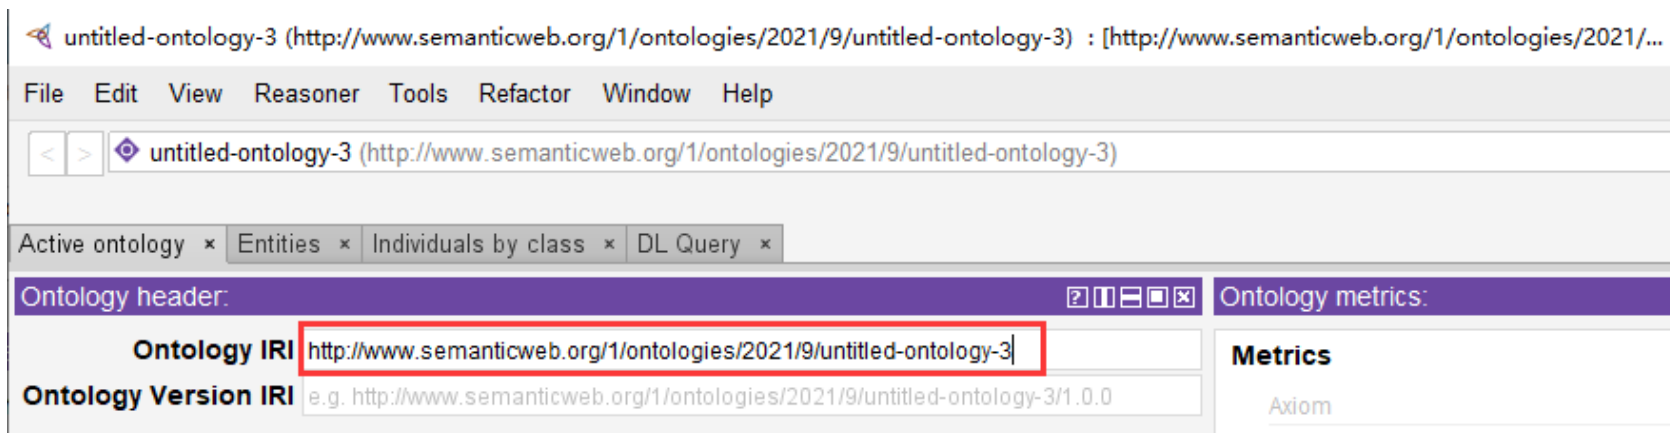 untitled-ontology-3 (http://www.semanticweb.org/1/ontologies/2021/9/untitled-ontology-3) : [http://www.semanticweb.org/1/ontologies/2021/...
File Edit View Reasoner Tools Refactor Window Help
< > untitled-ontology-3 (http://www.semanticweb.org/1/ontologies/2021/9/untitled-ontology-3)
Active ontology × Entities × Individuals by class × DL Query ×
Ontology header: Ontology metrics:
Ontology IRI http://www.semanticweb.org/1/ontologies/2021/9/untitled-ontology-3 Metrics
Ontology Version IRI e.g. http://www.semanticweb.org/1/ontologies/2021/9/untitled-ontology-3/1.0.0
Axiom